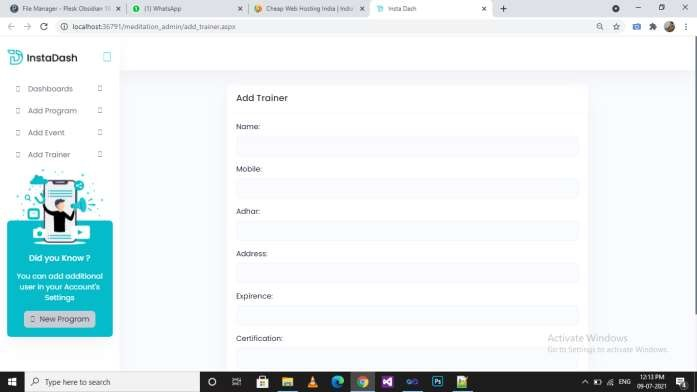 File Manager - Plesk Obsidian 18
(1) WhatsApp
Cheap Web Hosting India | India
Insta Dash
localhost:36791/meditation_admin/add_trainer.aspx
InstaDash
Dashboards
Add Program
Add Event
Add Trainer
Did you Know ?
You can add additional
user in your Account's
Settings
New Program
Add Trainer
Name:
Mobile:
Adhar:
Address:
Expirence:
Certification:
Activate Windows
Go to Settings to activate Windows.
Type here to search
ENG
12:13 PM
09-07-2021